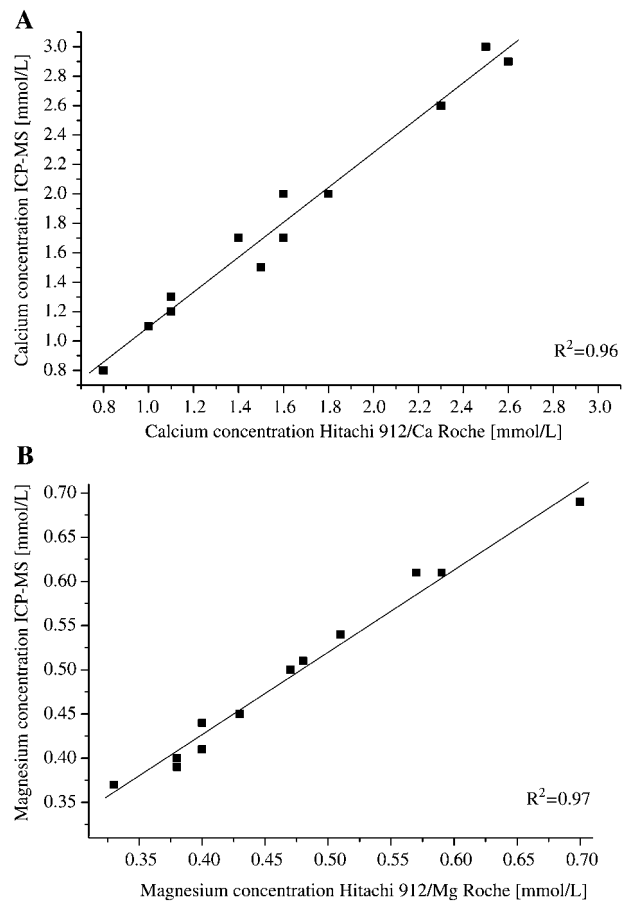 A
Calcium concentration ICP-MS [mmol/L]
3.0
2.8
2.6
2.4
2.2
2.0
1.8
1.6
1.4
1.2
1.0
0.8
R²=0.96
0.8 1.0 1.2 1.4 1.6 1.8 2.0 2.2 2.4 2.6 2.8 3.0
Calcium concentration Hitachi 912/Ca Roche [mmol/L]
B
Magnesium concentration ICP-MS [mmol/L]
0.70
0.65
0.60
0.55
0.50
0.45
0.40
0.35
R²=0.97
0.35 0.40 0.45 0.50 0.55 0.60 0.65 0.70
Magnesium concentration Hitachi 912/Mg Roche [mmol/L]